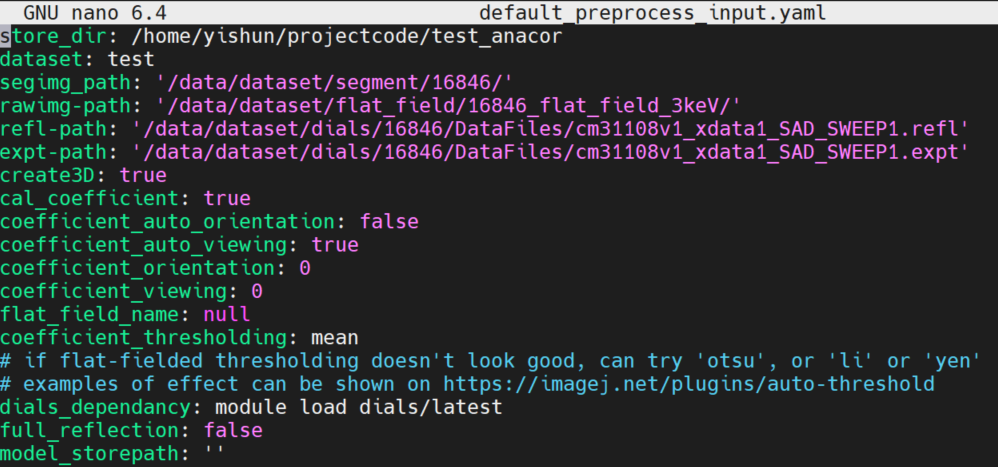 GNU nano 6.4 default_preprocess_input.yaml
store_dir: /home/yishun/projectcode/test_anacor
dataset: test
segimg_path: '/data/dataset/segment/16846/'
rawimg-path: '/data/dataset/flat_field/16846_flat_field_3keV/'
refl-path: '/data/dataset/dials/16846/DataFiles/cm31108v1_xdata1_SAD_SWEEP1.refl'
expt-path: '/data/dataset/dials/16846/DataFiles/cm31108v1_xdata1_SAD_SWEEP1.expt'
create3D: true
cal_coefficient: true
coefficient_auto_orientation: false
coefficient_auto_viewing: true
coefficient_orientation: 0
coefficient_viewing: 0
flat_field_name: null
coefficient_thresholding: mean
# if flat-fielded thresholding doesn't look good, can try 'otsu', or 'li' or 'yen'
# examples of effect can be shown on https://imagej.net/plugins/auto-threshold
dials_dependancy: module load dials/latest
full_reflection: false
model_storepath: ''